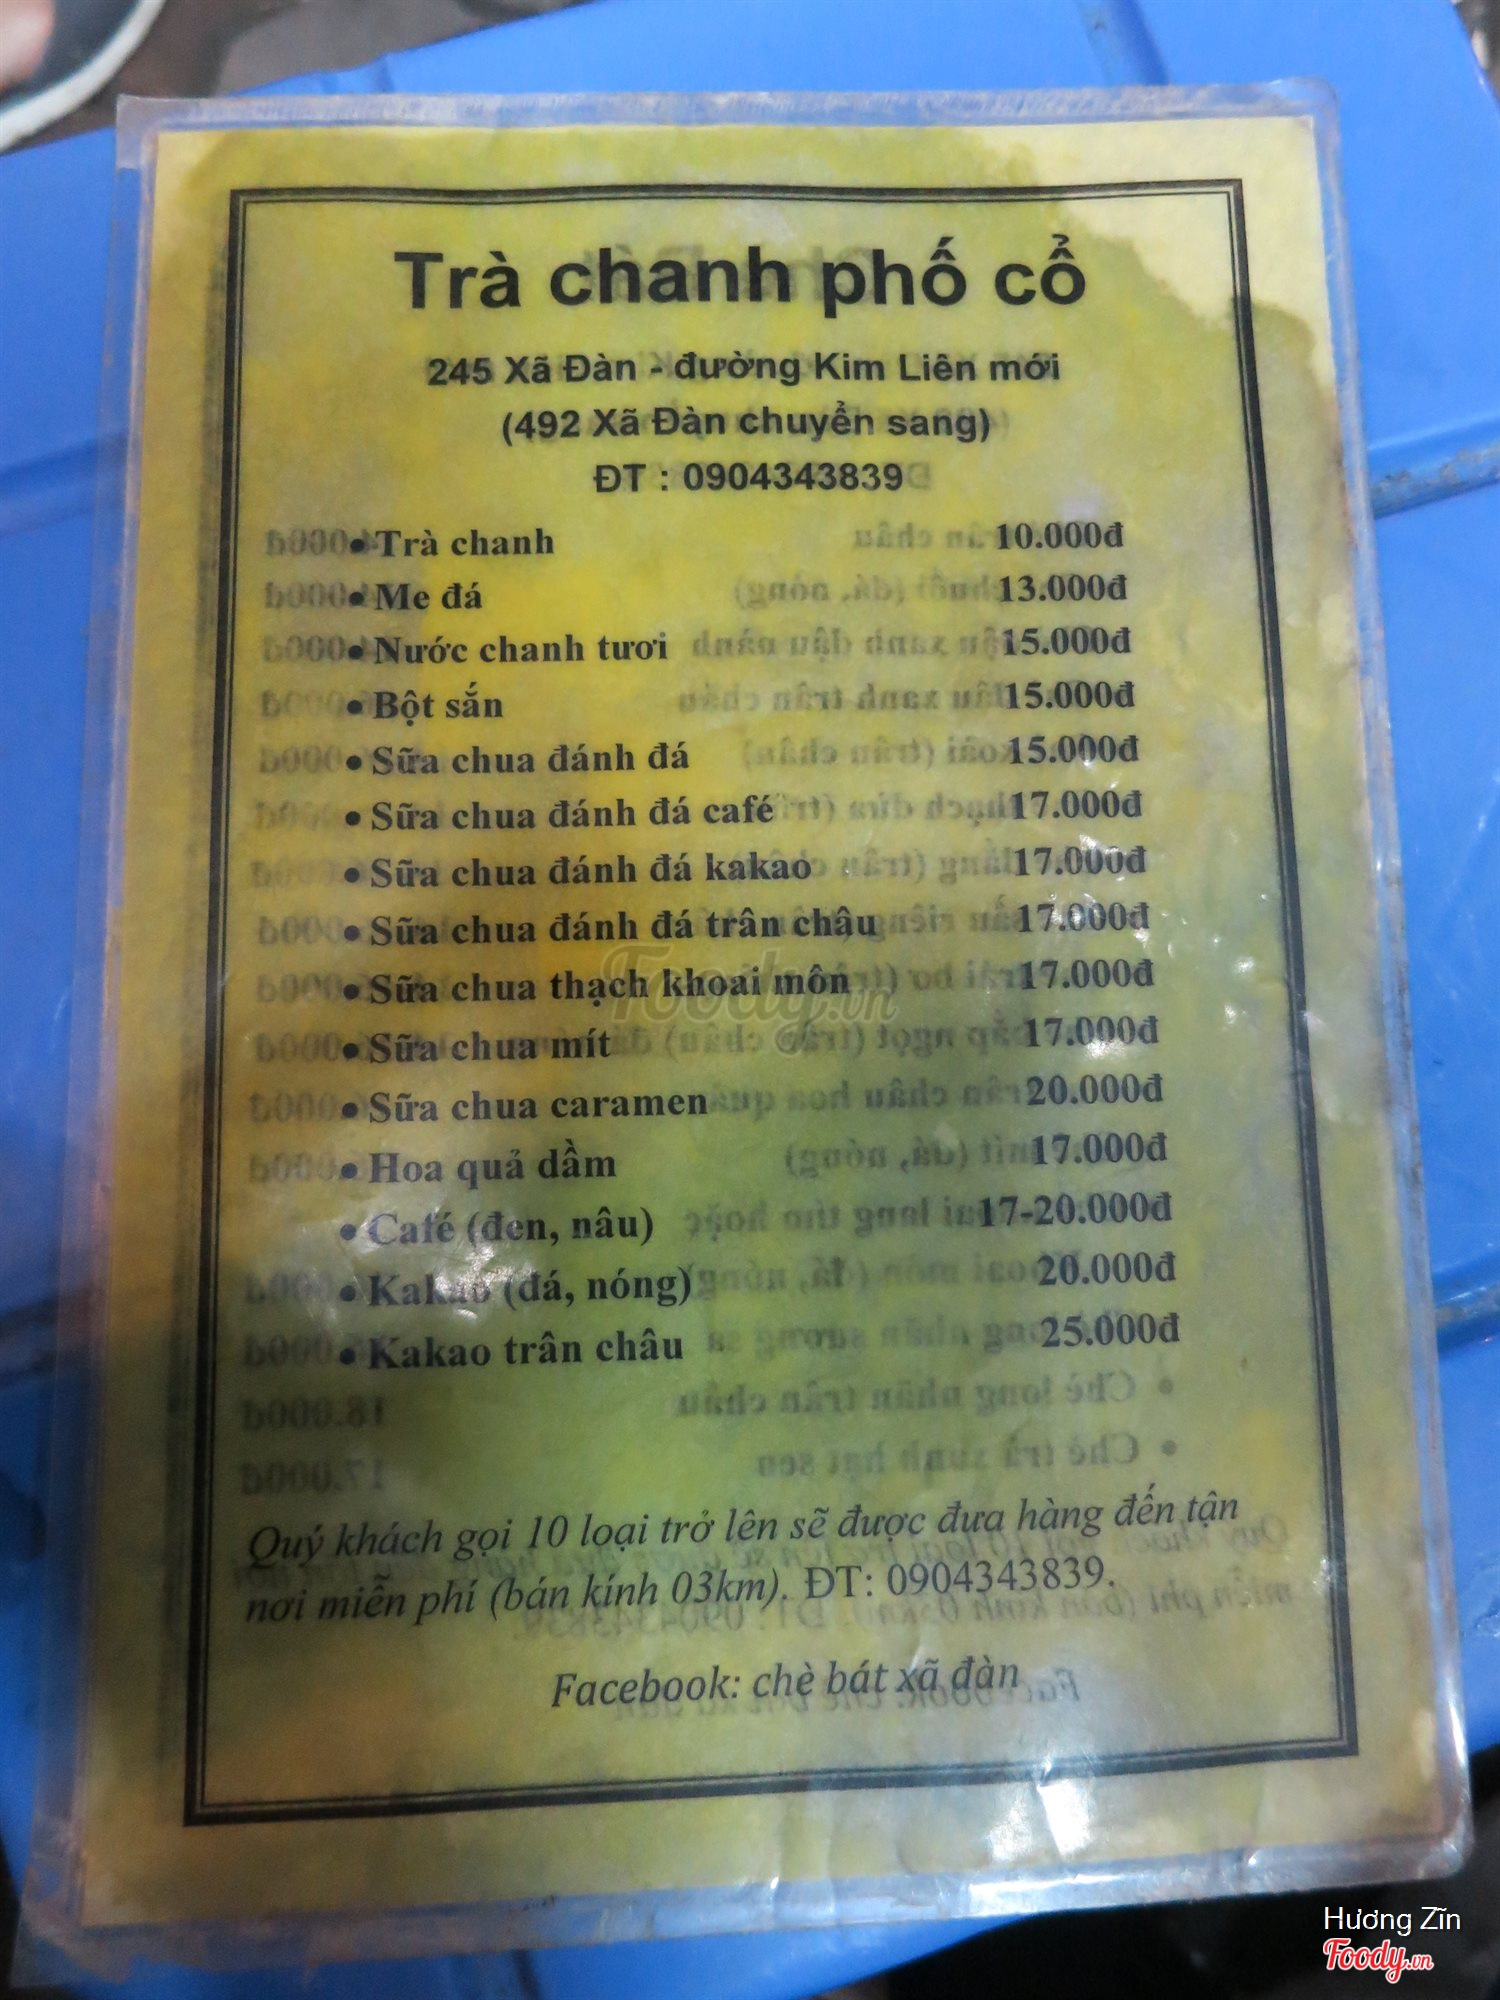 Trà chanh phố cổ
245 Xã Đàn - đường Kim Liên mới
(492 Xã Đàn chuyển sang)
ĐT : 0904343839
• Trà chanh 10.000đ
• Me đá 13.000đ
• Nước chanh tươi 15.000đ
• Bột sắn 15.000đ
• Sữa chua đánh đá 15.000đ
• Sữa chua đánh đá café 17.000đ
• Sữa chua đánh đá kakao 17.000đ
• Sữa chua đánh đá trân châu 17.000đ
• Sữa chua thạch khoai môn 17.000đ
• Sữa chua mít 17.000đ
• Sữa chua caramen 20.000đ
• Hoa quả dầm 17.000đ
• Café (đen, nâu) 17-20.000đ
• Kakao (đá, nóng) 20.000đ
• Kakao trân châu 25.000đ
Quý khách gọi 10 loại trở lên sẽ được đưa hàng đến tận
nơi miễn phí (bán kính 03km). ĐT: 0904343839.
Facebook: chè bát xã đàn
Foody.vn
Hương Zĩn
Foody.vn